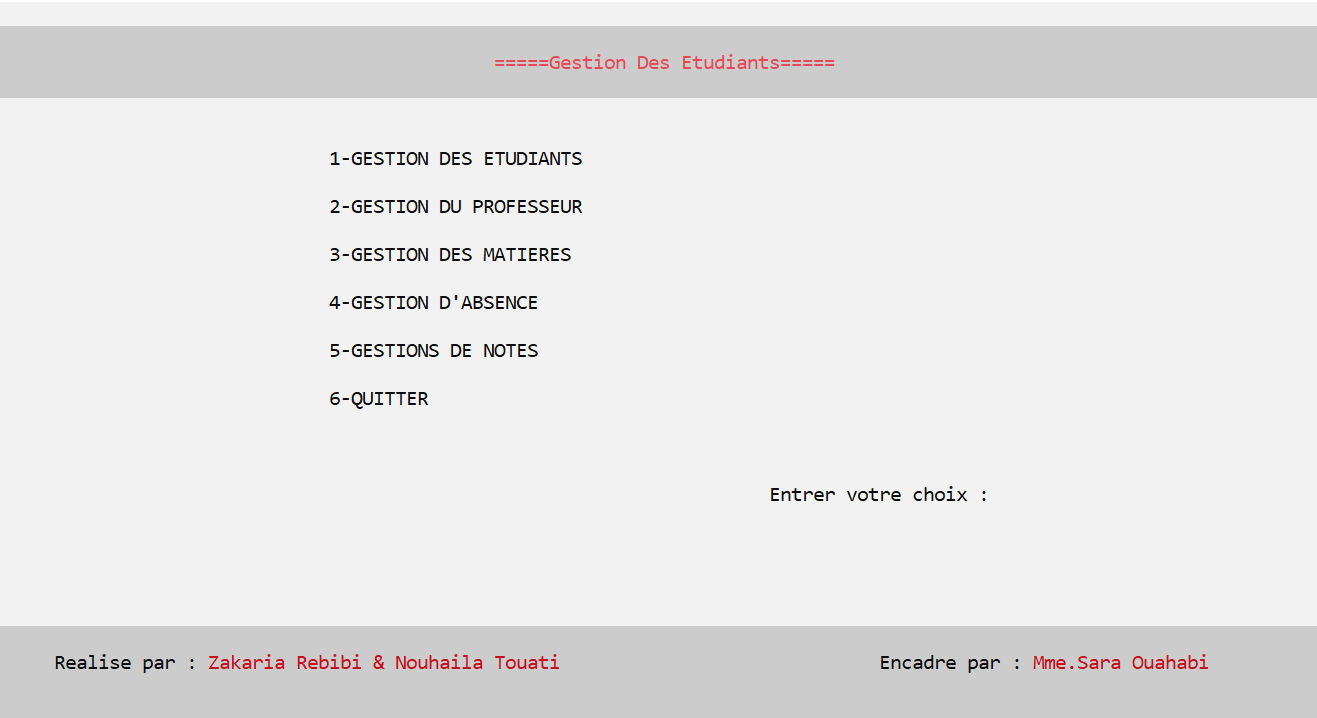 =====Gestion Des Etudiants=====
1-GESTION DES ETUDIANTS
2-GESTION DU PROFESSEUR
3-GESTION DES MATIERES
4-GESTION D'ABSENCE
5-GESTIONS DE NOTES
6-QUITTER
Entrer votre choix :
Realise par : Zakaria Rebibi & Nouhaila Touati
Encadre par : Mme.Sara Ouahabi